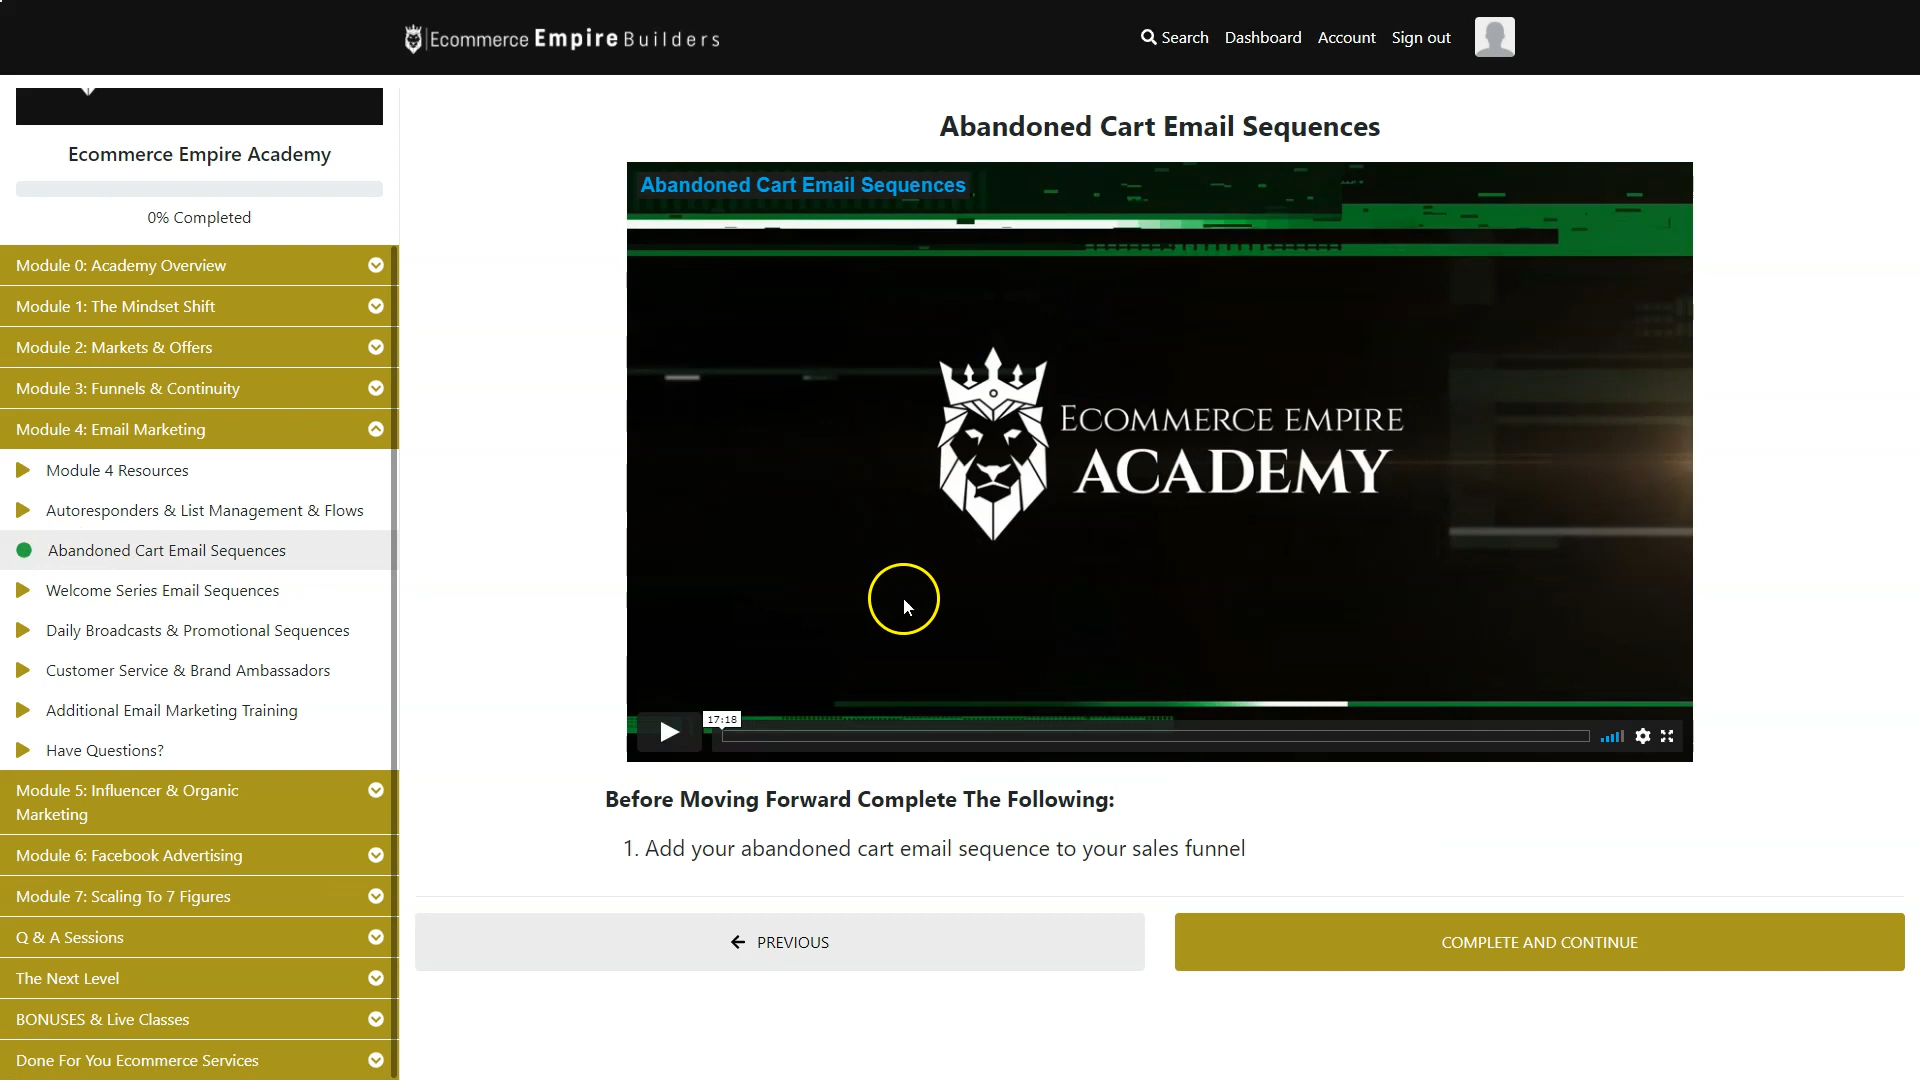 Ecommerce Empire Builders
Search Dashboard Account Sign out
Ecommerce Empire Academy
0% Completed
Module 0: Academy Overview
Module 1: The Mindset Shift
Module 2: Markets & Offers
Module 3: Funnels & Continuity
Module 4: Email Marketing
Module 4 Resources
Autoresponders & List Management & Flows
Abandoned Cart Email Sequences
Welcome Series Email Sequences
Daily Broadcasts & Promotional Sequences
Customer Service & Brand Ambassadors
Additional Email Marketing Training
Have Questions?
Module 5: Influencer & Organic
Marketing
Module 6: Facebook Advertising
Module 7: Scaling To 7 Figures
Q & A Sessions
The Next Level
BONUSES & Live Classes
Done For You Ecommerce Services
Abandoned Cart Email Sequences
Abandoned Cart Email Sequences
ECOMMERCE EMPIRE
ACADEMY
17:18
Before Moving Forward Complete The Following:
1. Add your abandoned cart email sequence to your sales funnel
PREVIOUS
COMPLETE AND CONTINUE